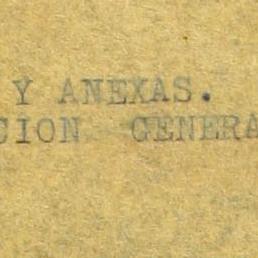 Y ANEXAS.
CION GENERA